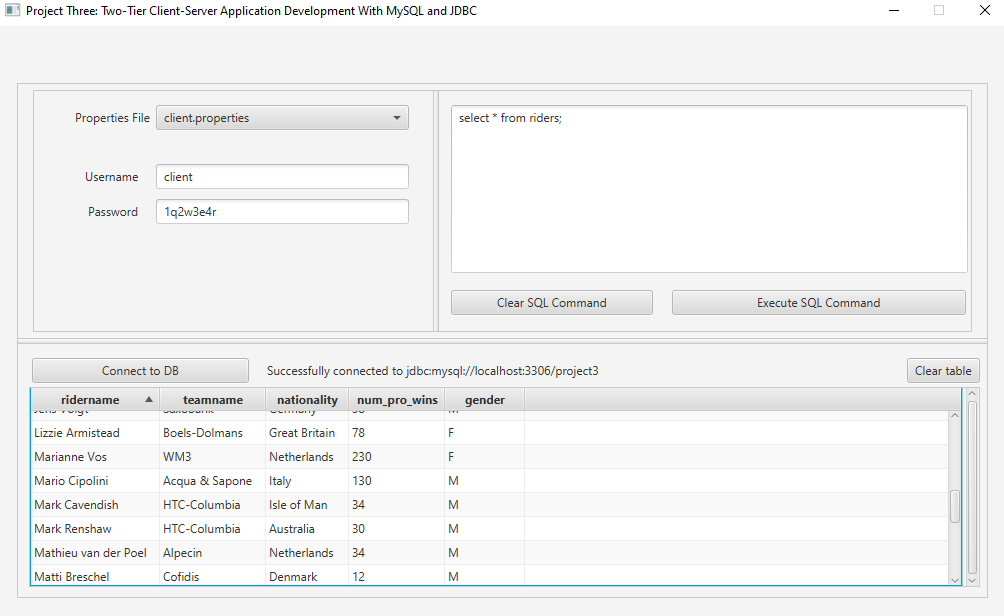 Project Three: Two-Tier Client-Server Application Development With MySQL and JDBC
Properties File client.properties
Username client
Password 1q2w3e4r
select * from riders;
Clear SQL Command Execute SQL Command
Connect to DB Successfully connected to jdbc:mysql://localhost:3306/project3 Clear table
ridername teamname nationality num_pro_wins gender
Jens Voigt Saxobank Germany M
Lizzie Armistead Boels-Dolmans Great Britain 78 F
Marianne Vos WM3 Netherlands 230 F
Mario Cipolini Acqua & Sapone Italy 130 M
Mark Cavendish HTC-Columbia Isle of Man 34 M
Mark Renshaw HTC-Columbia Australia 30 M
Mathieu van der Poel Alpecin Netherlands 34 M
Matti Breschel Cofidis Denmark 12 M